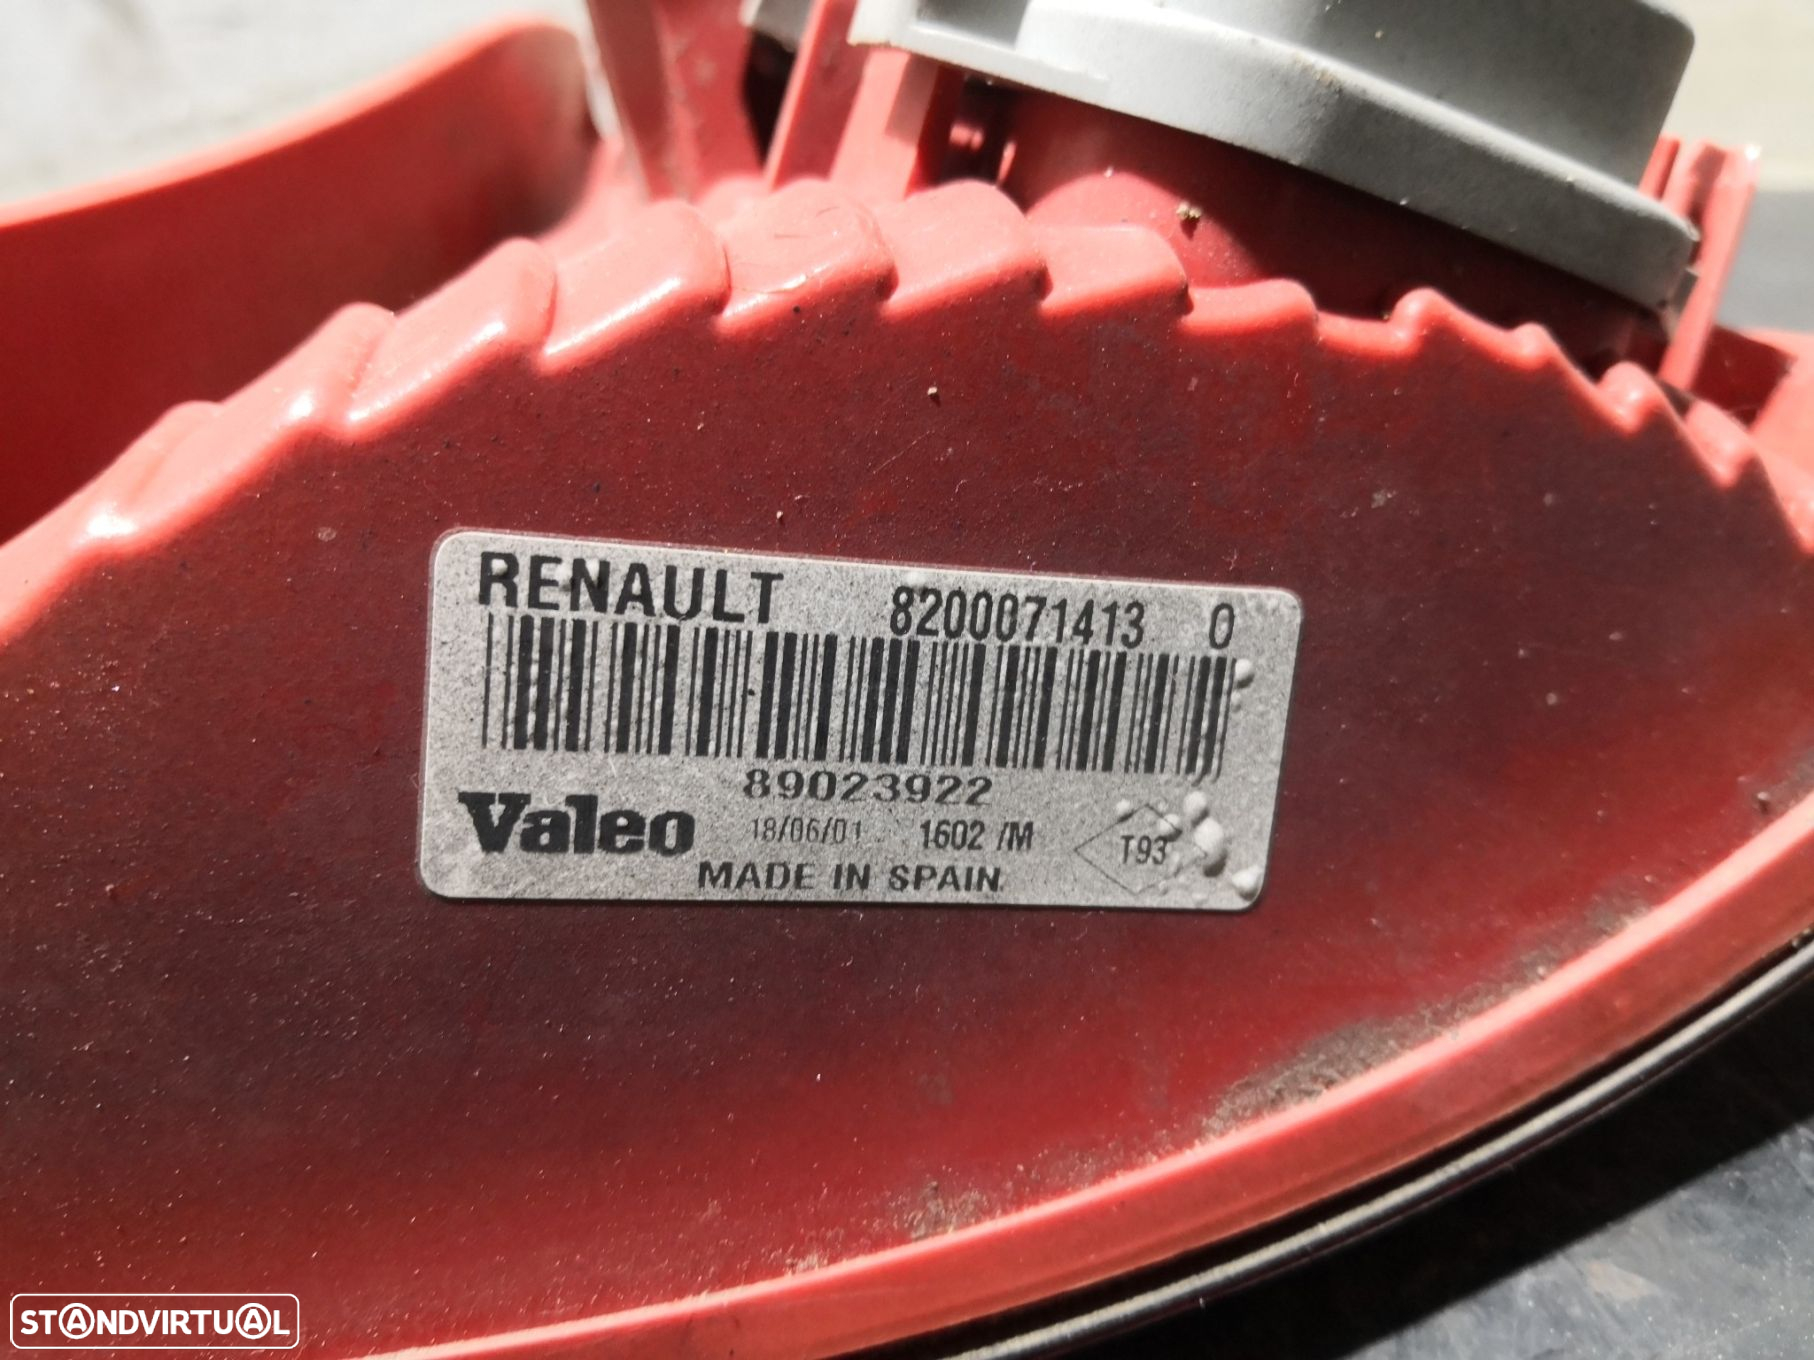 RENAULT 8200071413 0
89023922
Valeo 18/06/01 1602 /M T93
MADE IN SPAIN
STANDVIRTUAL